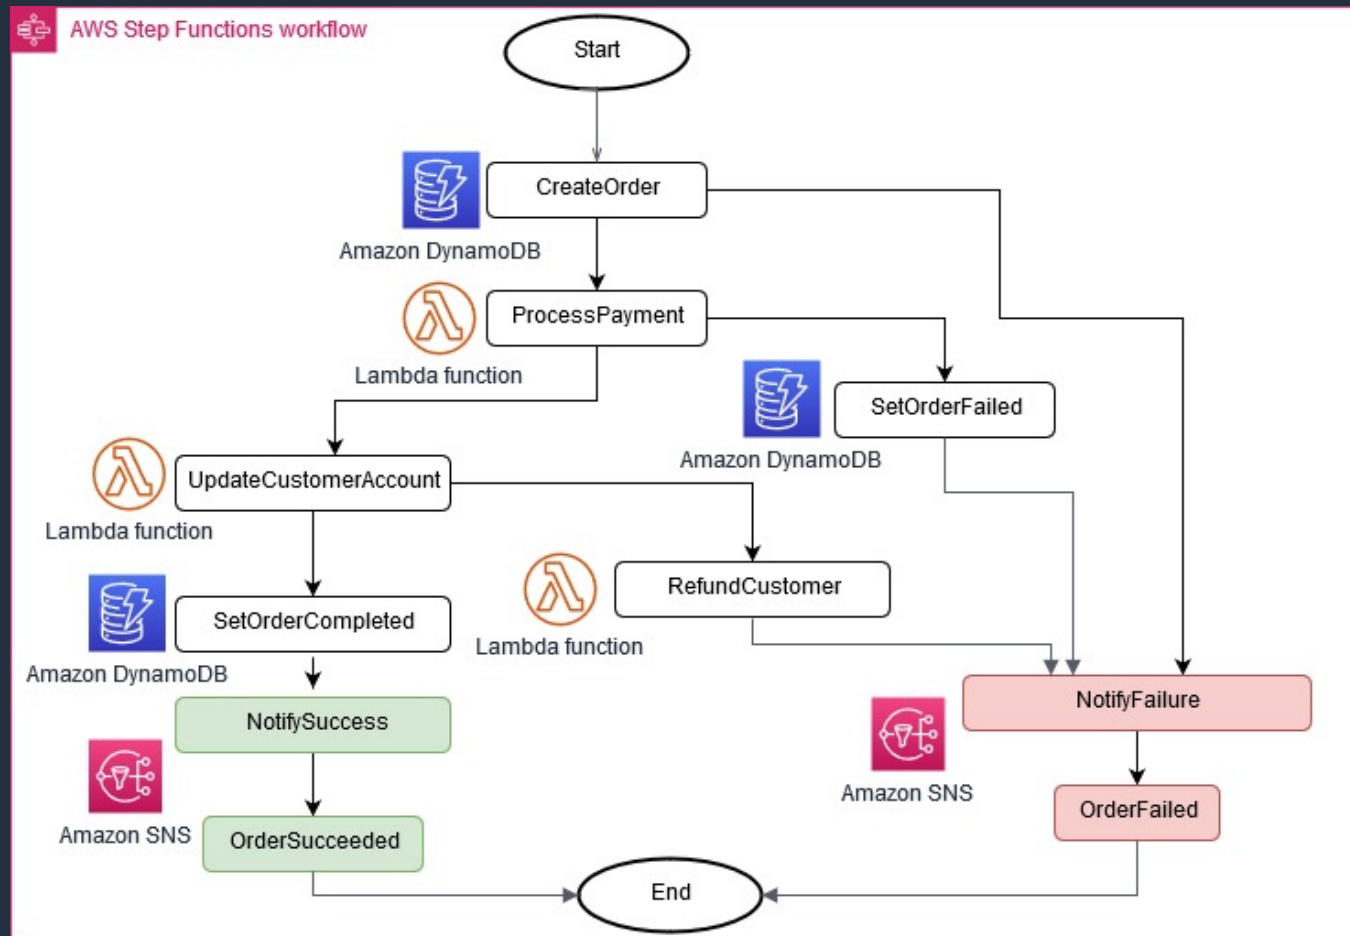 AWS Step Functions workflow
Start
CreateOrder
Amazon DynamoDB
ProcessPayment
Lambda function
SetOrderFailed
Amazon DynamoDB
UpdateCustomerAccount
Lambda function
RefundCustomer
Lambda function
SetOrderCompleted
Amazon DynamoDB
NotifySuccess
NotifyFailure
Amazon SNS
Amazon SNS
OrderSucceeded
OrderFailed
End